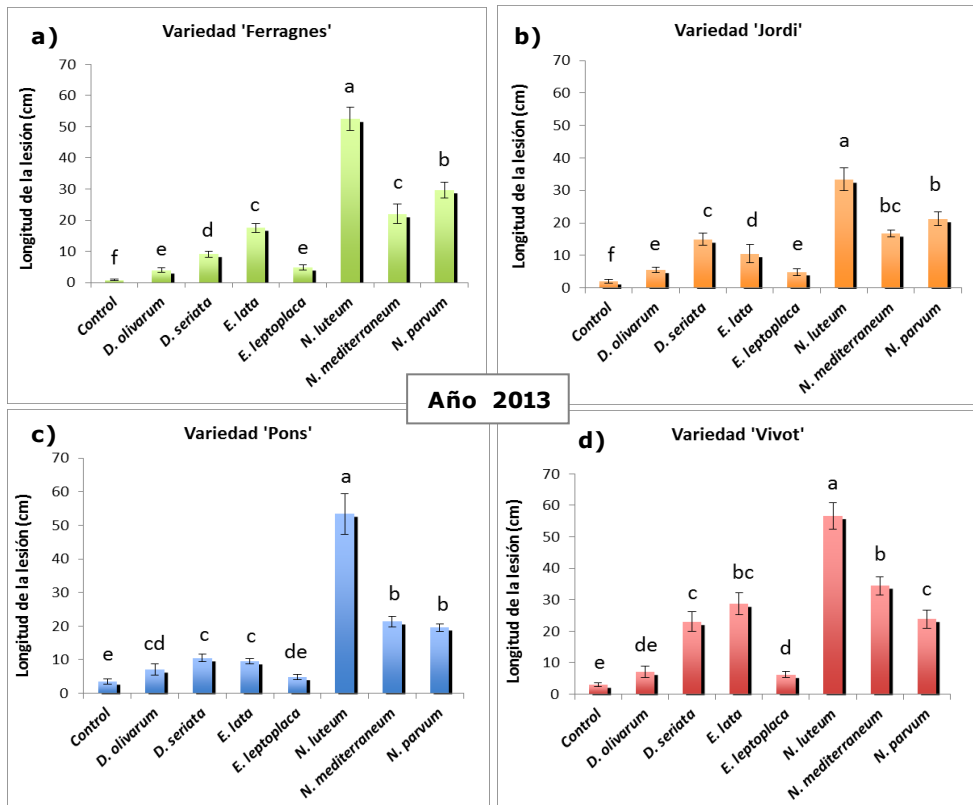 a)
Variedad 'Ferragnes'
Longitud de la lesión (cm)
70
60
50
40
30
20
10
0
f
e
d
c
e
a
c
b
Control
D. olivarum
D. seriata
E. lata
E. leptoplaca
N. luteum
N. mediterraneum
N. parvum
b)
Variedad 'Jordi'
Longitud de la lesión (cm)
70
60
50
40
30
20
10
0
f
e
c
d
e
a
bc
b
Control
D. olivarum
D. seriata
E. lata
E. leptoplaca
N. luteum
N. mediterraneum
N. parvum
Año 2013
c)
Variedad 'Pons'
Longitud de la lesión (cm)
70
60
50
40
30
20
10
0
e
cd
c
c
de
a
b
b
Control
D. olivarum
D. seriata
E. lata
E. leptoplaca
N. luteum
N. mediterraneum
N. parvum
d)
Variedad 'Vivot'
Longitud de la lesión (cm)
70
60
50
40
30
20
10
0
e
de
c
bc
d
a
b
c
Control
D. olivarum
D. seriata
E. lata
E. leptoplaca
N. luteum
N. mediterraneum
N. parvum